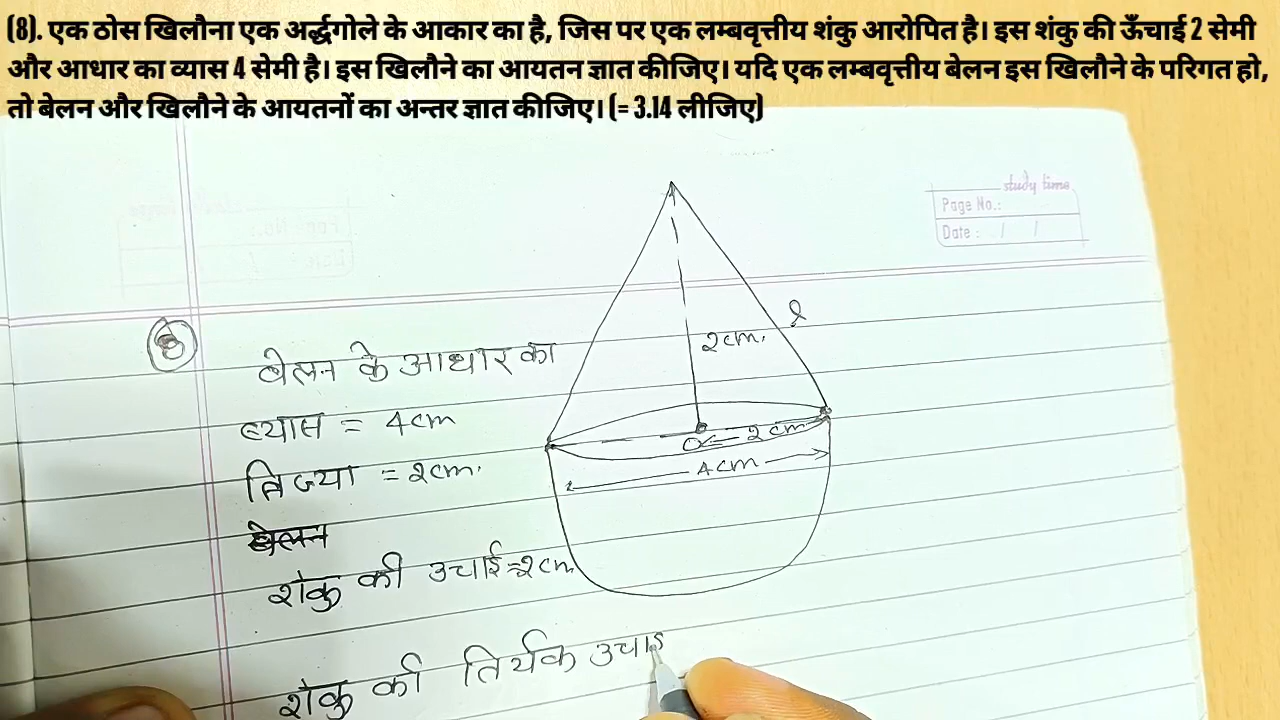 (8). एक ठोस खिलौना एक अर्द्धगोले के आकार का है, जिस पर एक लम्बवृत्तीय शंकु आरोपित है। इस शंकु की ऊँचाई 2 सेमी
और आधार का व्यास 4 सेमी है। इस खिलौने का आयतन ज्ञात कीजिए। यदि एक लम्बवृत्तीय बेलन इस खिलौने के परिगत हो,
तो बेलन और खिलौने के आयतनों का अन्तर ज्ञात कीजिए। (= 3.14 लीजिए)
study time
Page No.:
Date : / /
8
बेलन के आधार का
व्यास = 4cm
त्रिज्या = 2cm.
शंकु की उचाई = 2cm
शंकु की तिर्यक उचाई
2cm.
l
2cm
4cm